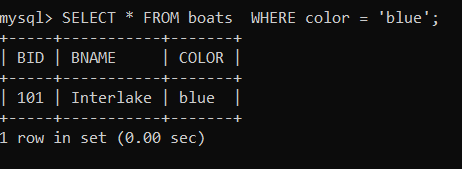 mysql> SELECT * FROM boats  WHERE color = 'blue';
+-----+-----------+-------+
| BID | BNAME     | COLOR |
+-----+-----------+-------+
| 101 | Interlake | blue  |
+-----+-----------+-------+
1 row in set (0.00 sec)